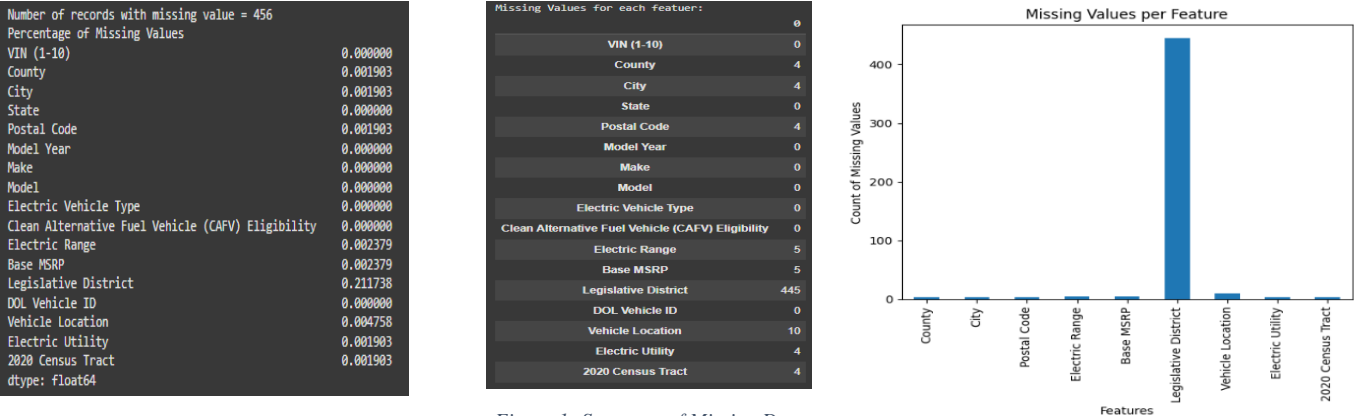 Number of records with missing value = 456
Percentage of Missing Values
VIN (1-10) 0.000000
County 0.001903
City 0.001903
State 0.000000
Postal Code 0.001903
Model Year 0.000000
Make 0.000000
Model 0.000000
Electric Vehicle Type 0.000000
Clean Alternative Fuel Vehicle (CAFV) Eligibility 0.000000
Electric Range 0.002379
Base MSRP 0.002379
Legislative District 0.211738
DOL Vehicle ID 0.000000
Vehicle Location 0.004758
Electric Utility 0.001903
2020 Census Tract 0.001903
dtype: float64
Missing Values for each featuer:
0
VIN (1-10) 0
County 4
City 4
State 0
Postal Code 4
Model Year 0
Make 0
Model 0
Electric Vehicle Type 0
Clean Alternative Fuel Vehicle (CAFV) Eligibility 0
Electric Range 5
Base MSRP 5
Legislative District 445
DOL Vehicle ID 0
Vehicle Location 10
Electric Utility 4
2020 Census Tract 4
Missing Values per Feature
Count of Missing Values
400
300
200
100
0
County
City
Postal Code
Electric Range
Base MSRP
Legislative District
Vehicle Location
Electric Utility
2020 Census Tract
Features